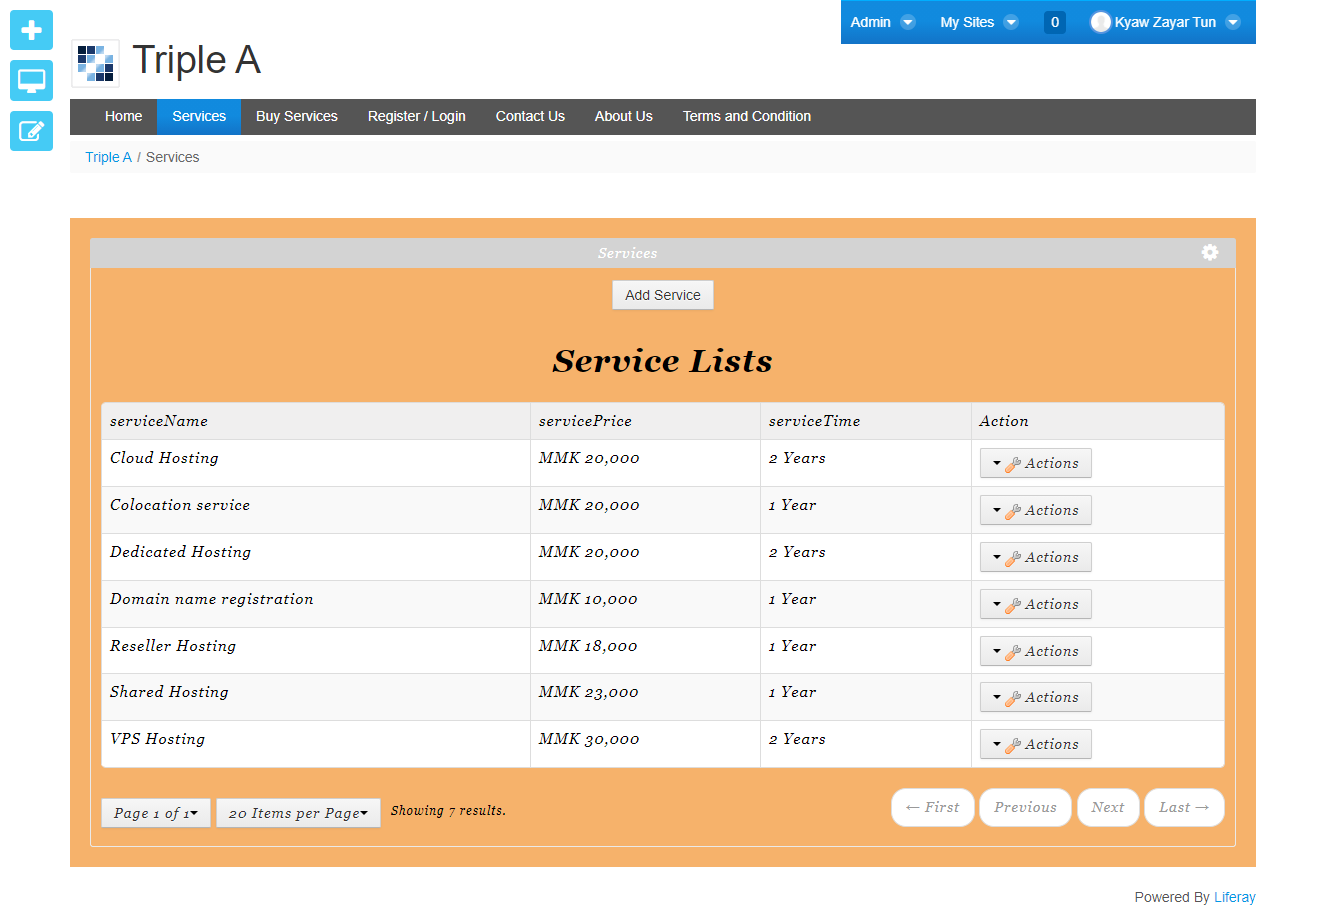 Admin My Sites 0 Kyaw Zayar Tun
Triple A
Home Services Buy Services Register / Login Contact Us About Us Terms and Condition
Triple A / Services
Services
Add Service
Service Lists
serviceName servicePrice serviceTime Action
Cloud Hosting MMK 20,000 2 Years Actions
Colocation service MMK 20,000 1 Year Actions
Dedicated Hosting MMK 20,000 2 Years Actions
Domain name registration MMK 10,000 1 Year Actions
Reseller Hosting MMK 18,000 1 Year Actions
Shared Hosting MMK 23,000 1 Year Actions
VPS Hosting MMK 30,000 2 Years Actions
Page 1 of 1 20 Items per Page Showing 7 results. ← First Previous Next Last →
Powered By Liferay